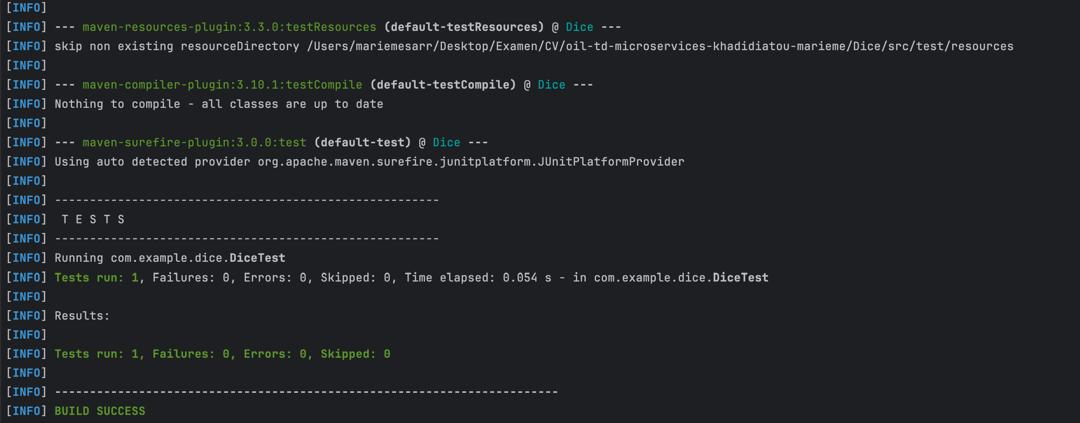 [INFO]
[INFO] --- maven-resources-plugin:3.3.0:testResources (default-testResources) @ Dice ---
[INFO] skip non existing resourceDirectory /Users/mariemesarr/Desktop/Examen/CV/oil-td-microservices-khadidiatou-marieme/Dice/src/test/resources
[INFO]
[INFO] --- maven-compiler-plugin:3.10.1:testCompile (default-testCompile) @ Dice ---
[INFO] Nothing to compile - all classes are up to date
[INFO]
[INFO] --- maven-surefire-plugin:3.0.0:test (default-test) @ Dice ---
[INFO] Using auto detected provider org.apache.maven.surefire.junitplatform.JUnitPlatformProvider
[INFO]
[INFO] -------------------------------------------------------
[INFO]  T E S T S
[INFO] -------------------------------------------------------
[INFO] Running com.example.dice.DiceTest
[INFO] Tests run: 1, Failures: 0, Errors: 0, Skipped: 0, Time elapsed: 0.054 s - in com.example.dice.DiceTest
[INFO]
[INFO] Results:
[INFO]
[INFO] Tests run: 1, Failures: 0, Errors: 0, Skipped: 0
[INFO]
[INFO] ------------------------------------------------------------------------
[INFO] BUILD SUCCESS